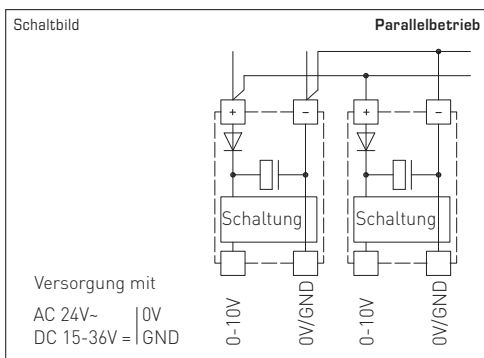 Schaltbild
Parallelbetrieb
+
−
+
−
Schaltung
Schaltung
Versorgung mit
AC 24V~ | 0V
DC 15-36V = | GND
0-10V
0V/GND
0-10V
0V/GND